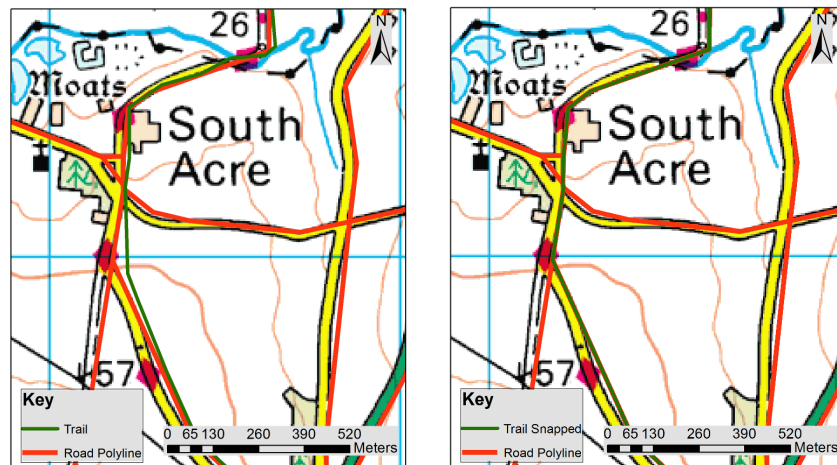 26
N
Moats
South
Acre
57
Key
Trail
Road Polyline
0 65 130 260 390 520
Meters
26
N
Moats
South
Acre
57
Key
Trail Snapped
Road Polyline
0 65 130 260 390 520
Meters